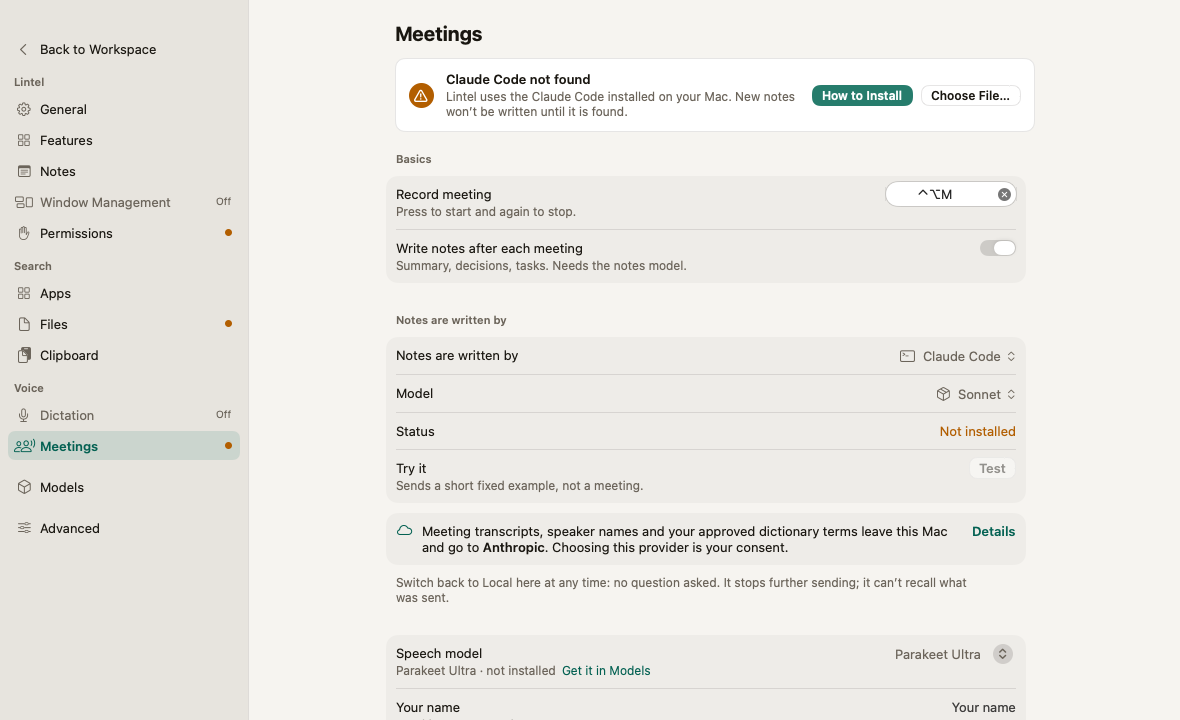 Back to Workspace
Lintel
General
Features
Notes
Window Management Off
Permissions
Search
Apps
Files
Clipboard
Voice
Dictation Off
Meetings
Models
Advanced
Meetings
Claude Code not found
Lintel uses the Claude Code installed on your Mac. New notes
won’t be written until it is found.
How to Install
Choose File...
Basics
Record meeting
Press to start and again to stop.
⌃⌥M
Write notes after each meeting
Summary, decisions, tasks. Needs the notes model.
Notes are written by
Notes are written by Claude Code
Model Sonnet
Status Not installed
Try it
Sends a short fixed example, not a meeting.
Test
Meeting transcripts, speaker names and your approved dictionary terms leave this Mac
and go to Anthropic. Choosing this provider is your consent.
Details
Switch back to Local here at any time: no question asked. It stops further sending; it can’t recall what
was sent.
Speech model
Parakeet Ultra · not installed Get it in Models
Parakeet Ultra
Your name Your name